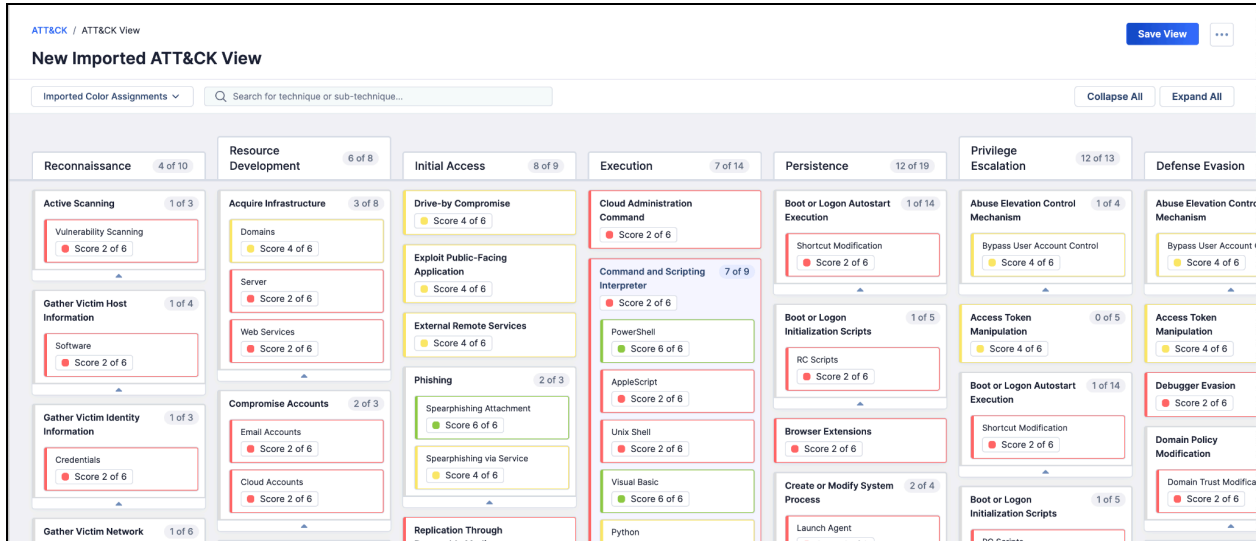 ATT&CK / ATT&CK View
New Imported ATT&CK View
Save View
Imported Color Assignments
Search for technique or sub-technique...
Collapse All
Expand All
Reconnaissance 4 of 10
Active Scanning 1 of 3
Vulnerability Scanning
Score 2 of 6
Gather Victim Host
Information
1 of 4
Software
Score 2 of 6
Gather Victim Identity
Information
1 of 3
Credentials
Score 2 of 6
Gather Victim Network 1 of 6
Resource
Development
6 of 8
Acquire Infrastructure 3 of 8
Domains
Score 4 of 6
Server
Score 2 of 6
Web Services
Score 2 of 6
Compromise Accounts 2 of 3
Email Accounts
Score 2 of 6
Cloud Accounts
Score 2 of 6
Initial Access 8 of 9
Drive-by Compromise
Score 4 of 6
Exploit Public-Facing
Application
Score 4 of 6
External Remote Services
Score 4 of 6
Phishing 2 of 3
Spearphishing Attachment
Score 6 of 6
Spearphishing via Service
Score 4 of 6
Replication Through
Execution 7 of 14
Cloud Administration
Command
Score 2 of 6
Command and Scripting
Interpreter
7 of 9
Score 2 of 6
PowerShell
Score 6 of 6
AppleScript
Score 2 of 6
Unix Shell
Score 2 of 6
Visual Basic
Score 6 of 6
Python
Persistence 12 of 19
Boot or Logon Autostart
Execution
1 of 14
Shortcut Modification
Score 2 of 6
Boot or Logon
Initialization Scripts
1 of 5
RC Scripts
Score 2 of 6
Browser Extensions
Score 2 of 6
Create or Modify System
Process
2 of 4
Launch Agent
Privilege
Escalation
12 of 13
Abuse Elevation Control
Mechanism
1 of 4
Bypass User Account Control
Score 4 of 6
Access Token
Manipulation
0 of 5
Score 4 of 6
Boot or Logon Autostart
Execution
1 of 14
Shortcut Modification
Score 2 of 6
Boot or Logon
Initialization Scripts
1 of 5
RC Scripts
Defense Evasion
Abuse Elevation Contro
Mechanism
Bypass User Account
Score 4 of 6
Access Token
Manipulation
Score 4 of 6
Debugger Evasion
Score 2 of 6
Domain Policy
Modification
Domain Trust Modifica
Score 2 of 6